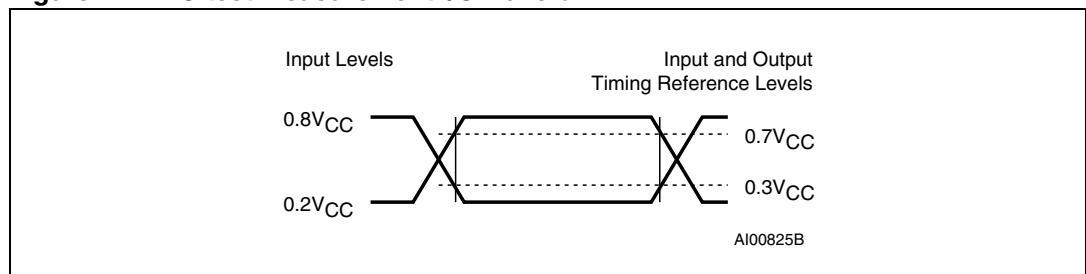 Input Levels
Input and Output
Timing Reference Levels
0.8VCC
0.7VCC
0.3VCC
0.2VCC
AI00825B